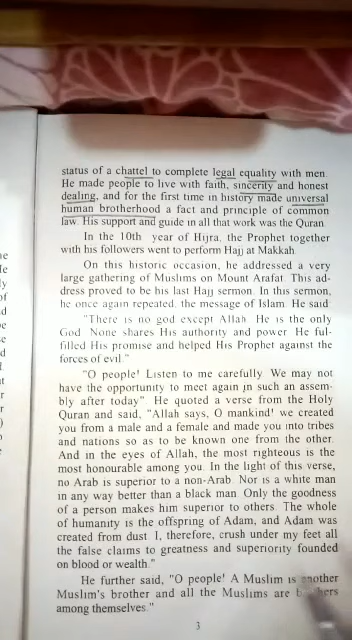 status of a chattel to complete legal equality with men.
He made people to live with faith, sincerity and honest
dealing, and for the first time in history made universal
human brotherhood a fact and principle of common
law. His support and guide in all that work was the Quran.
In the 10th year of Hijra, the Prophet together
with his followers went to perform Hajj at Makkah.
On this historic occasion, he addressed a very
large gathering of Muslims on Mount Arafat. This ad-
dress proved to be his last Hajj sermon. In this sermon,
he once again repeated, the message of Islam. He said
"There is no god except Allah. He is the only
God. None shares His authority and power. He ful-
filled His promise and helped His Prophet against the
forces of evil."
"O people! Listen to me carefully. We may not
have the opportunity to meet again in such an assem-
bly after today". He quoted a verse from the Holy
Quran and said, "Allah says, O mankind! we created
you from a male and a female and made you into tribes
and nations so as to be known one from the other.
And in the eyes of Allah, the most righteous is the
most honourable among you. In the light of this verse,
no Arab is superior to a non-Arab. Nor is a white man
in any way better than a black man. Only the goodness
of a person makes him superior to others. The whole
of humanity is the offspring of Adam, and Adam was
created from dust. I, therefore, crush under my feet all
the false claims to greatness and superiority founded
on blood or wealth."
He further said, "O people! A Muslim is another
Muslim's brother and all the Muslims are
among themselves."
3